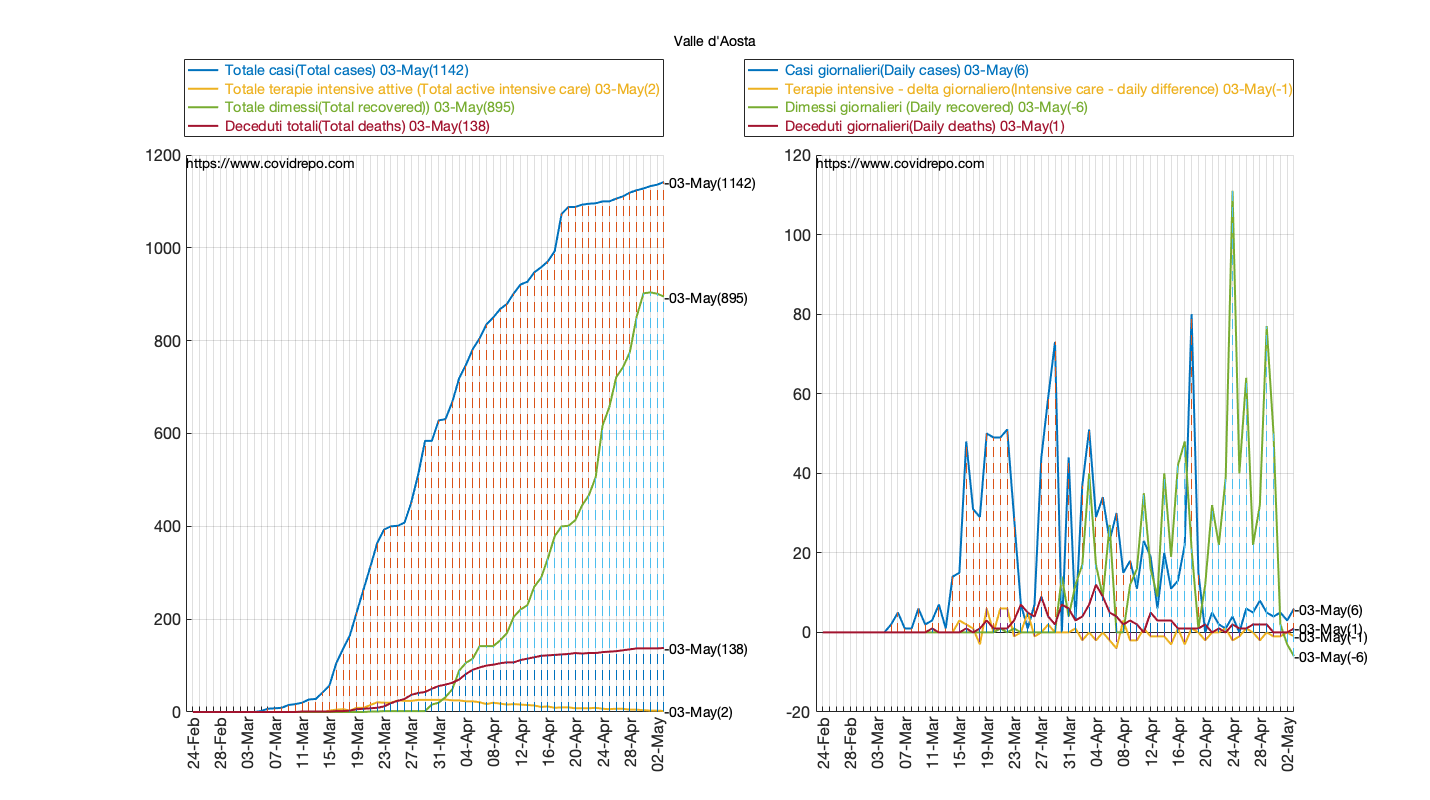 Valle d'Aosta
Totale casi(Total cases) 03-May(1142)
Totale terapie intensive attive (Total active intensive care) 03-May(2)
Totale dimessi(Total recovered)) 03-May(895)
Deceduti totali(Total deaths) 03-May(138)
https://www.covidrepo.com
1200
1000
800
600
400
200
0
-03-May(1142)
-03-May(895)
-03-May(138)
-03-May(2)
24-Feb
28-Feb
03-Mar
07-Mar
11-Mar
15-Mar
19-Mar
23-Mar
27-Mar
31-Mar
04-Apr
08-Apr
12-Apr
16-Apr
20-Apr
24-Apr
28-Apr
02-May
Casi giornalieri(Daily cases) 03-May(6)
Terapie intensive - delta giornaliero(Intensive care - daily difference) 03-May(-1)
Dimessi giornalieri (Daily recovered) 03-May(-6)
Deceduti giornalieri(Daily deaths) 03-May(1)
https://www.covidrepo.com
120
100
80
60
40
20
0
-20
-03-May(6)
-03-May(1)
-03-May(-1)
-03-May(-6)
24-Feb
28-Feb
03-Mar
07-Mar
11-Mar
15-Mar
19-Mar
23-Mar
27-Mar
31-Mar
04-Apr
08-Apr
12-Apr
16-Apr
20-Apr
24-Apr
28-Apr
02-May